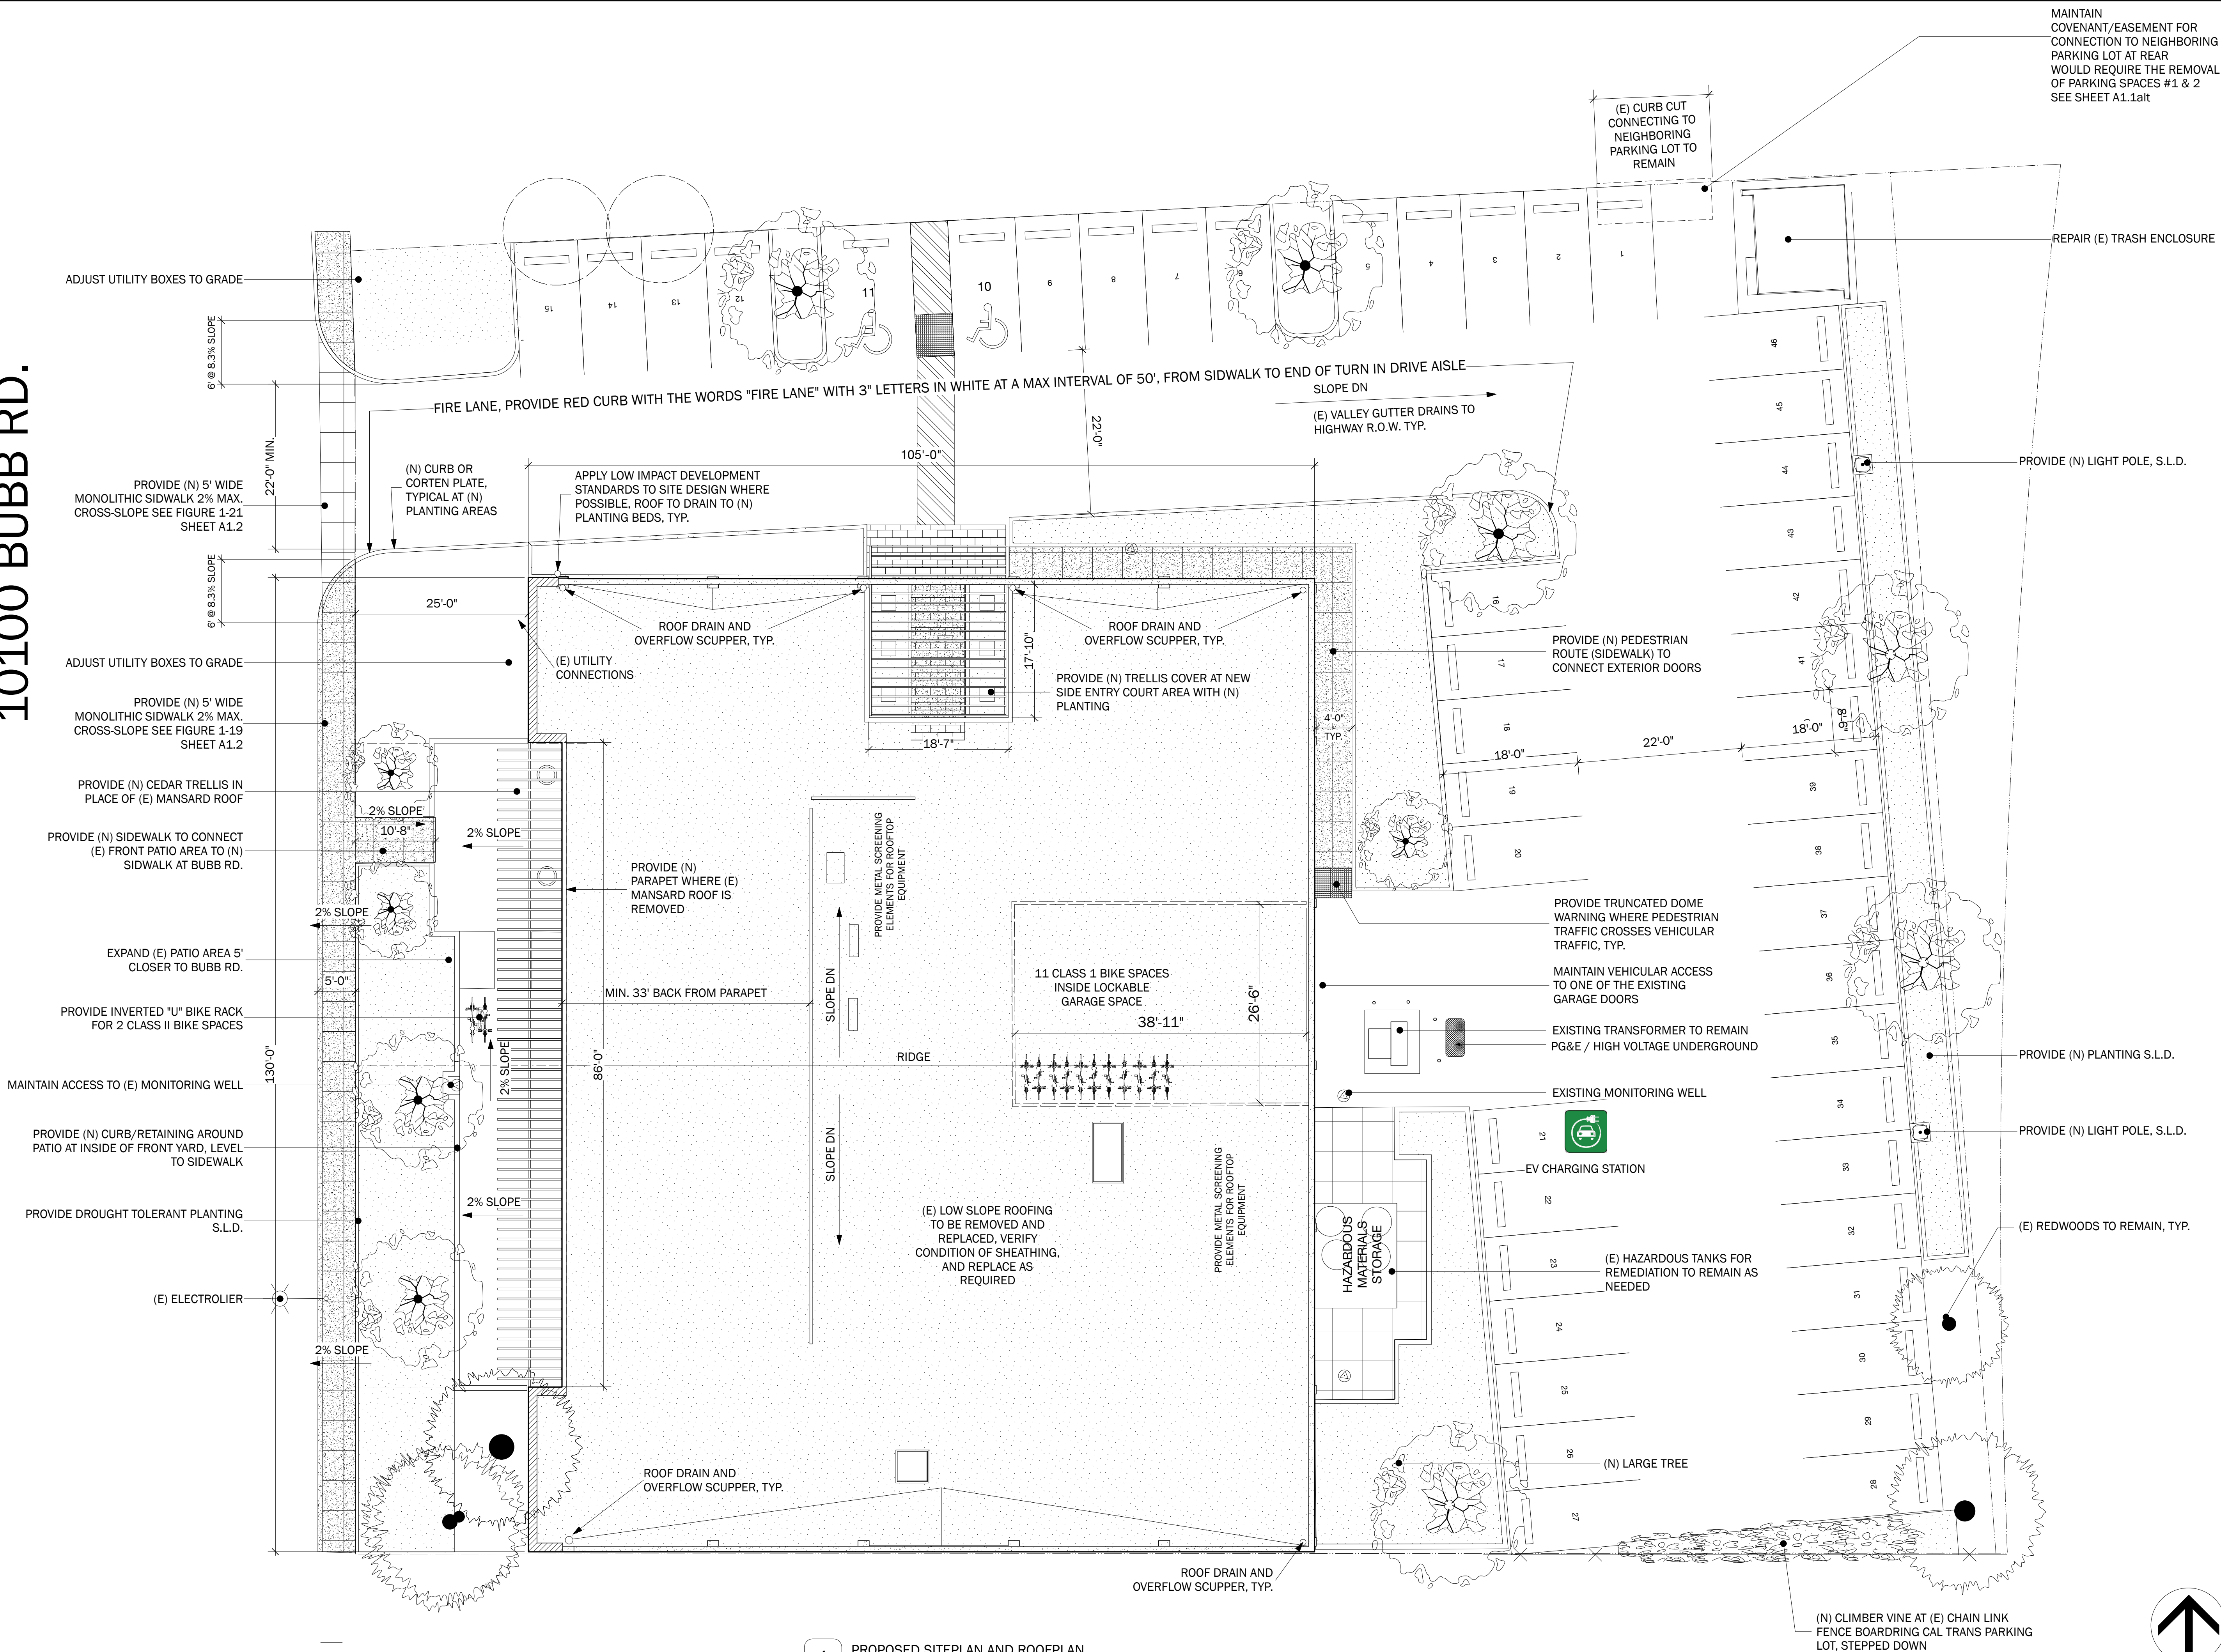 10100 BUBB RD.
MAINTAIN
COVENANT/EASEMENT FOR
CONNECTION TO NEIGHBORING
PARKING LOT AT REAR
WOULD REQUIRE THE REMOVAL
OF PARKING SPACES #1 & 2
SEE SHEET A1.1alt
(E) CURB CUT
CONNECTING TO
NEIGHBORING
PARKING LOT TO
REMAIN
REPAIR (E) TRASH ENCLOSURE
ADJUST UTILITY BOXES TO GRADE
6' @ 8.3% SLOPE
15
14
13
12
11
10
9
8
7
6
5
4
3
2
1
FIRE LANE, PROVIDE RED CURB WITH THE WORDS "FIRE LANE" WITH 3" LETTERS IN WHITE AT A MAX INTERVAL OF 50', FROM SIDWALK TO END OF TURN IN DRIVE AISLE
SLOPE DN
(E) VALLEY GUTTER DRAINS TO
HIGHWAY R.O.W. TYP.
22'-0"
22'-0" MIN.
105'-0"
(N) CURB OR
CORTEN PLATE,
TYPICAL AT (N)
PLANTING AREAS
APPLY LOW IMPACT DEVELOPMENT
STANDARDS TO SITE DESIGN WHERE
POSSIBLE, ROOF TO DRAIN TO (N)
PLANTING BEDS, TYP.
PROVIDE (N) 5' WIDE
MONOLITHIC SIDWALK 2% MAX.
CROSS-SLOPE SEE FIGURE 1-21
SHEET A1.2
PROVIDE (N) LIGHT POLE, S.L.D.
6' @ 8.3% SLOPE
25'-0"
ROOF DRAIN AND
OVERFLOW SCUPPER, TYP.
ROOF DRAIN AND
OVERFLOW SCUPPER, TYP.
17'-10"
(E) UTILITY
CONNECTIONS
ADJUST UTILITY BOXES TO GRADE
PROVIDE (N) TRELLIS COVER AT NEW
SIDE ENTRY COURT AREA WITH (N)
PLANTING
PROVIDE (N) PEDESTRIAN
ROUTE (SIDEWALK) TO
CONNECT EXTERIOR DOORS
PROVIDE (N) 5' WIDE
MONOLITHIC SIDWALK 2% MAX.
CROSS-SLOPE SEE FIGURE 1-19
SHEET A1.2
18'-7"
4'-0"
TYP.
18'-0"
22'-0"
18'-0"
8'-6"
16
17
18
19
20
46
45
44
43
42
41
39
38
37
36
35
34
33
32
31
30
29
28
PROVIDE (N) CEDAR TRELLIS IN
PLACE OF (E) MANSARD ROOF
2% SLOPE
10'-8"
2% SLOPE
PROVIDE (N) SIDEWALK TO CONNECT
(E) FRONT PATIO AREA TO (N)
SIDWALK AT BUBB RD.
PROVIDE (N)
PARAPET WHERE (E)
MANSARD ROOF IS
REMOVED
PROVIDE METAL SCREENING
ELEMENTS FOR ROOFTOP
EQUIPMENT
2% SLOPE
PROVIDE TRUNCATED DOME
WARNING WHERE PEDESTRIAN
TRAFFIC CROSSES VEHICULAR
TRAFFIC, TYP.
EXPAND (E) PATIO AREA 5'
CLOSER TO BUBB RD.
5'-0"
MIN. 33' BACK FROM PARAPET
SLOPE DN
11 CLASS 1 BIKE SPACES
INSIDE LOCKABLE
GARAGE SPACE
38'-11"
26'-6"
MAINTAIN VEHICULAR ACCESS
TO ONE OF THE EXISTING
GARAGE DOORS
PROVIDE INVERTED "U" BIKE RACK
FOR 2 CLASS II BIKE SPACES
EXISTING TRANSFORMER TO REMAIN
PG&E / HIGH VOLTAGE UNDERGROUND
PROVIDE (N) PLANTING S.L.D.
130'-0"
2% SLOPE
86'-0"
RIDGE
MAINTAIN ACCESS TO (E) MONITORING WELL
EXISTING MONITORING WELL
PROVIDE (N) CURB/RETAINING AROUND
PATIO AT INSIDE OF FRONT YARD, LEVEL
TO SIDEWALK
SLOPE DN
PROVIDE METAL SCREENING
ELEMENTS FOR ROOFTOP
EQUIPMENT
21
22
23
24
25
26
27
EV CHARGING STATION
PROVIDE (N) LIGHT POLE, S.L.D.
2% SLOPE
PROVIDE DROUGHT TOLERANT PLANTING
S.L.D.
(E) LOW SLOPE ROOFING
TO BE REMOVED AND
REPLACED, VERIFY
CONDITION OF SHEATHING,
AND REPLACE AS
REQUIRED
HAZARDOUS
MATERIALS
STORAGE
(E) HAZARDOUS TANKS FOR
REMEDIATION TO REMAIN AS
NEEDED
(E) REDWOODS TO REMAIN, TYP.
(E) ELECTROLIER
2% SLOPE
ROOF DRAIN AND
OVERFLOW SCUPPER, TYP.
(N) LARGE TREE
ROOF DRAIN AND
OVERFLOW SCUPPER, TYP.
(N) CLIMBER VINE AT (E) CHAIN LINK
FENCE BOARDRING CAL TRANS PARKING
LOT, STEPPED DOWN
PROPOSED SITEPLAN AND ROOFPLAN